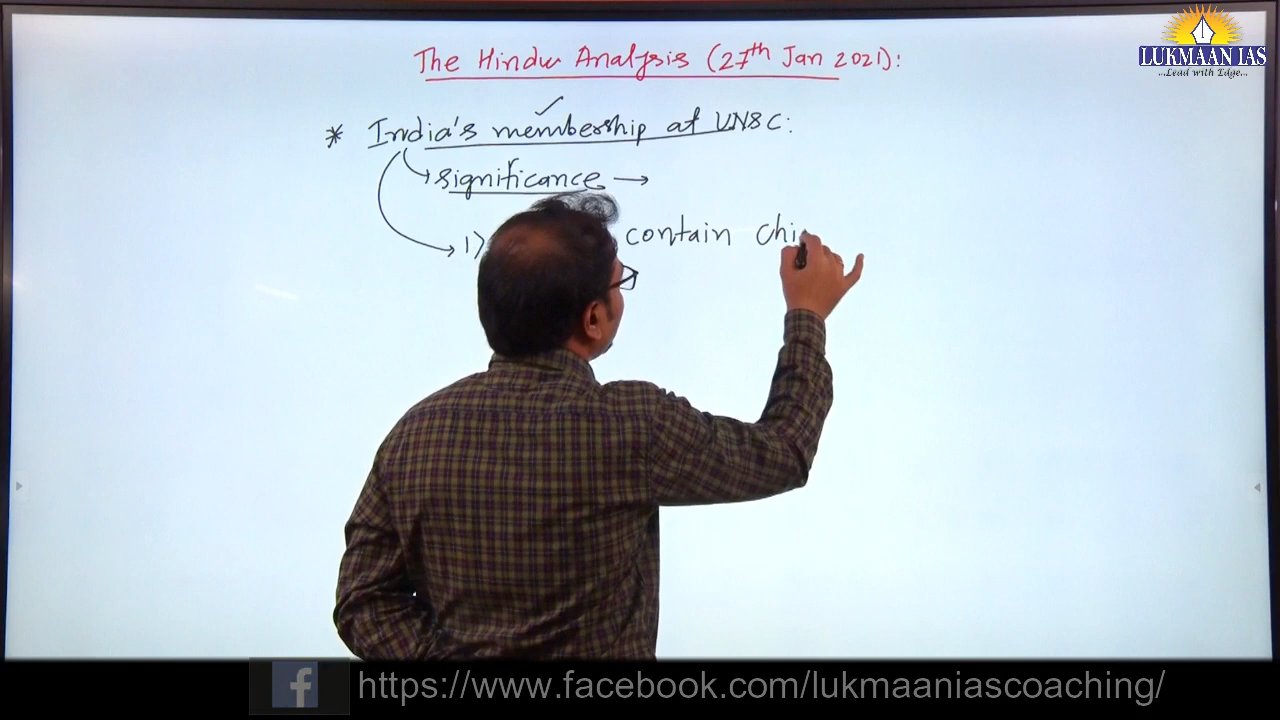 The Hindu Analysis (27th Jan 2021):
LUKMAAN IAS
...Lead with Edge...
* India's membership at UNSC:
significance →
1) contain chi
f https://www.facebook.com/lukmaaniascoaching/